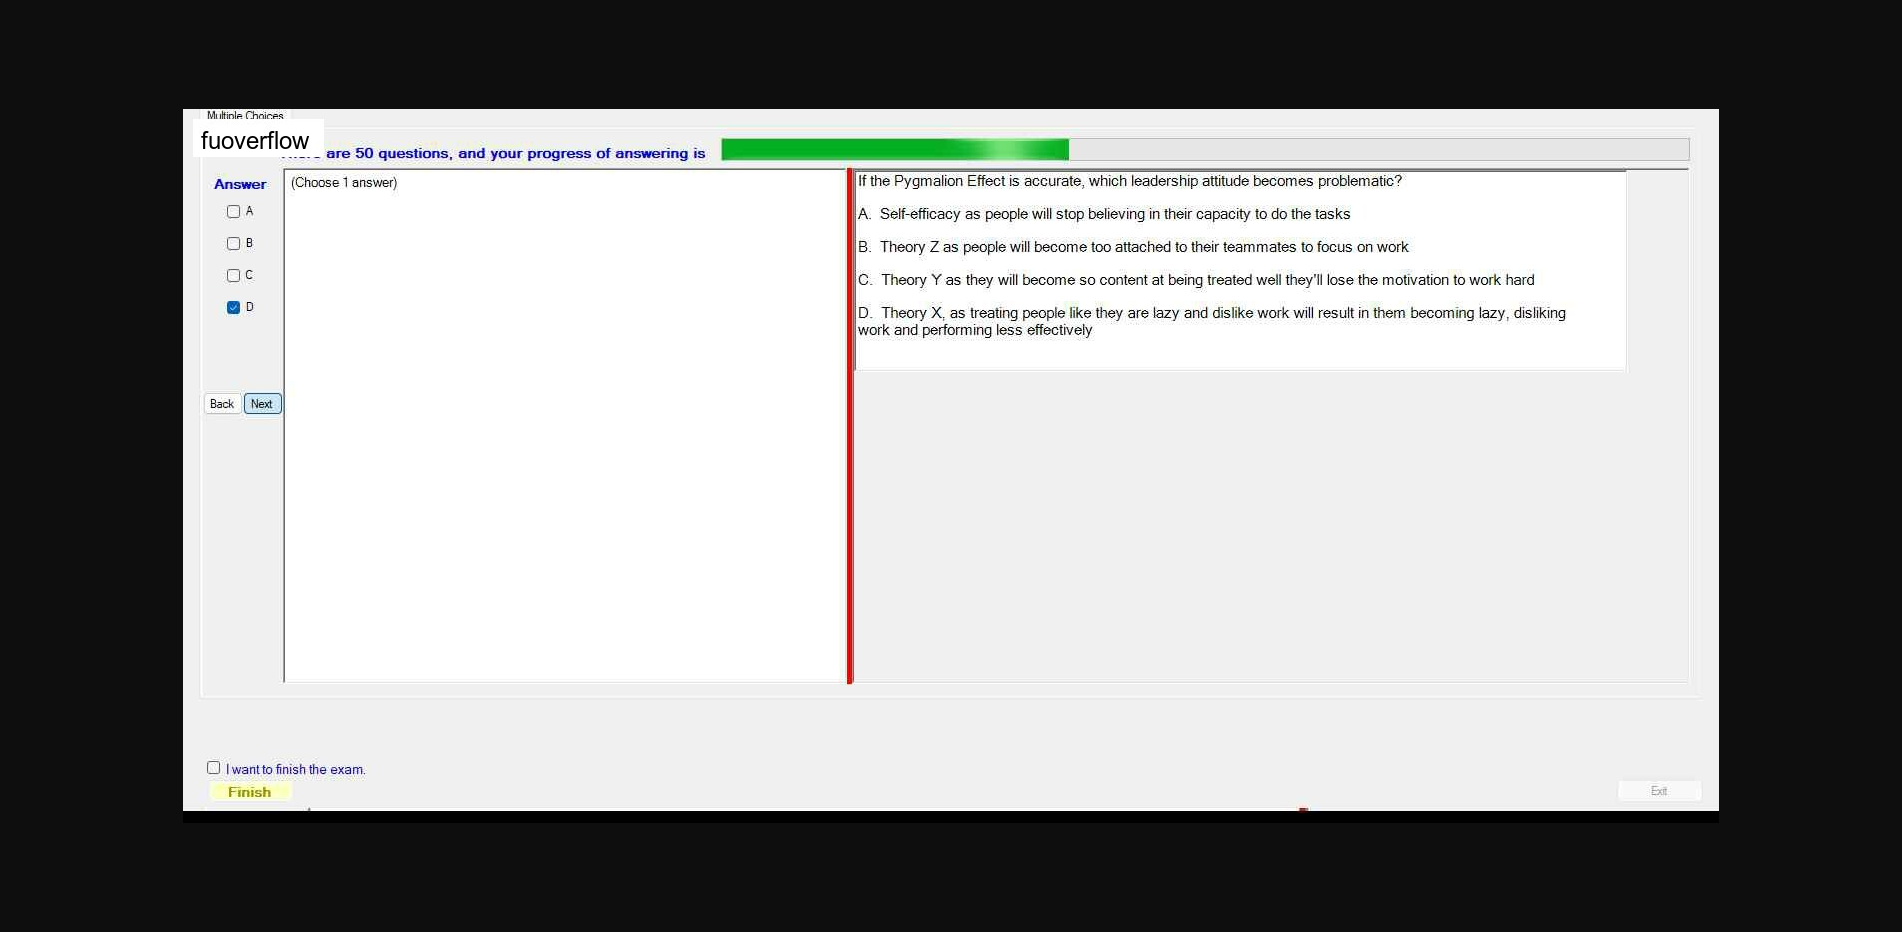 Multiple Choices
fuoverflow
are 50 questions, and your progress of answering is
Answer
(Choose 1 answer)
A
B
C
D
Back
Next
If the Pygmalion Effect is accurate, which leadership attitude becomes problematic?
A. Self-efficacy as people will stop believing in their capacity to do the tasks
B. Theory Z as people will become too attached to their teammates to focus on work
C. Theory Y as they will become so content at being treated well they'll lose the motivation to work hard
D. Theory X, as treating people like they are lazy and dislike work will result in them becoming lazy, disliking
work and performing less effectively
I want to finish the exam.
Finish
Exit